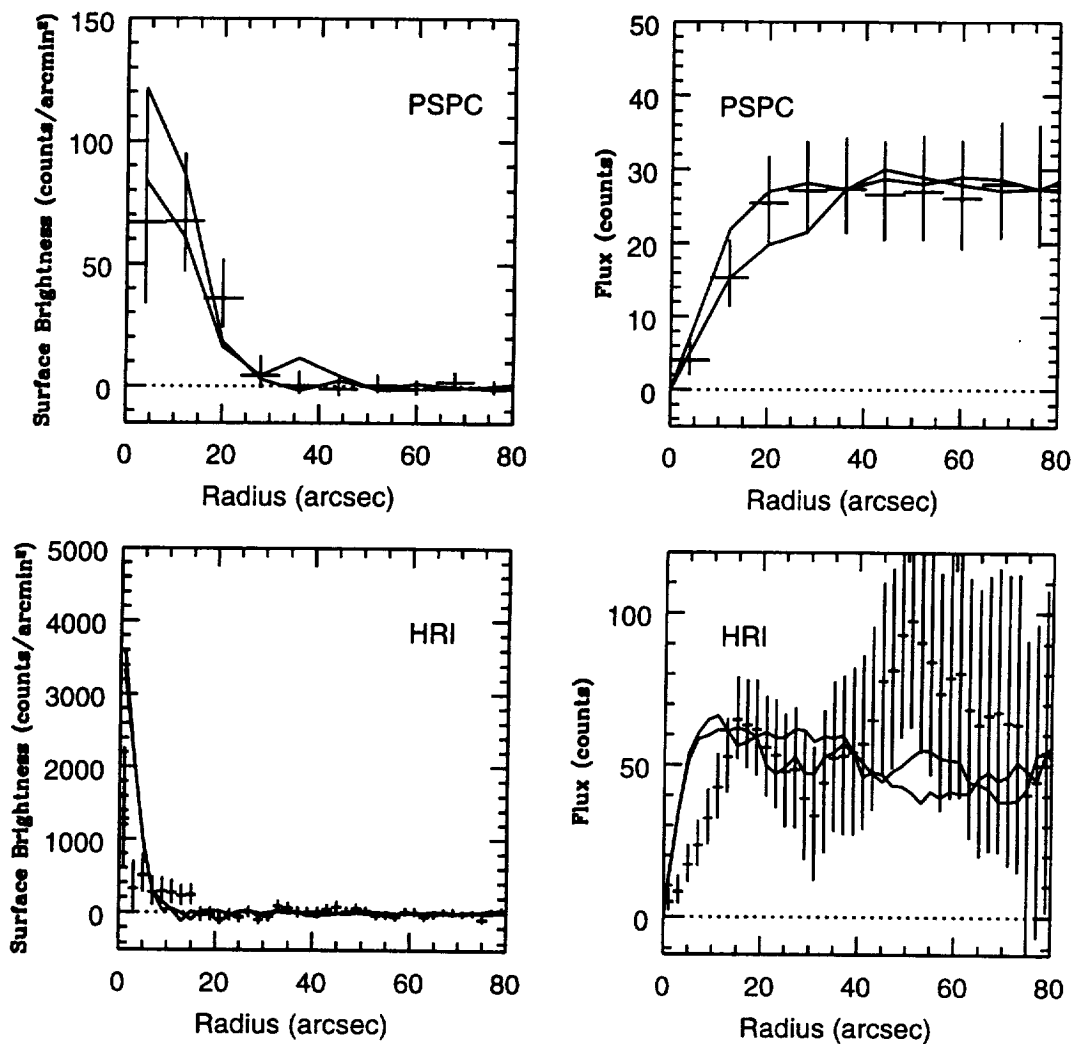 150
100
50
0
Surface Brightness (counts/arcmin²)
PSPC
0 20 40 60 80
Radius (arcsec)
50
40
30
20
10
0
Flux (counts)
PSPC
0 20 40 60 80
Radius (arcsec)
5000
4000
3000
2000
1000
0
Surface Brightness (counts/arcmin²)
HRI
0 20 40 60 80
Radius (arcsec)
100
50
0
Flux (counts)
HRI
0 20 40 60 80
Radius (arcsec)